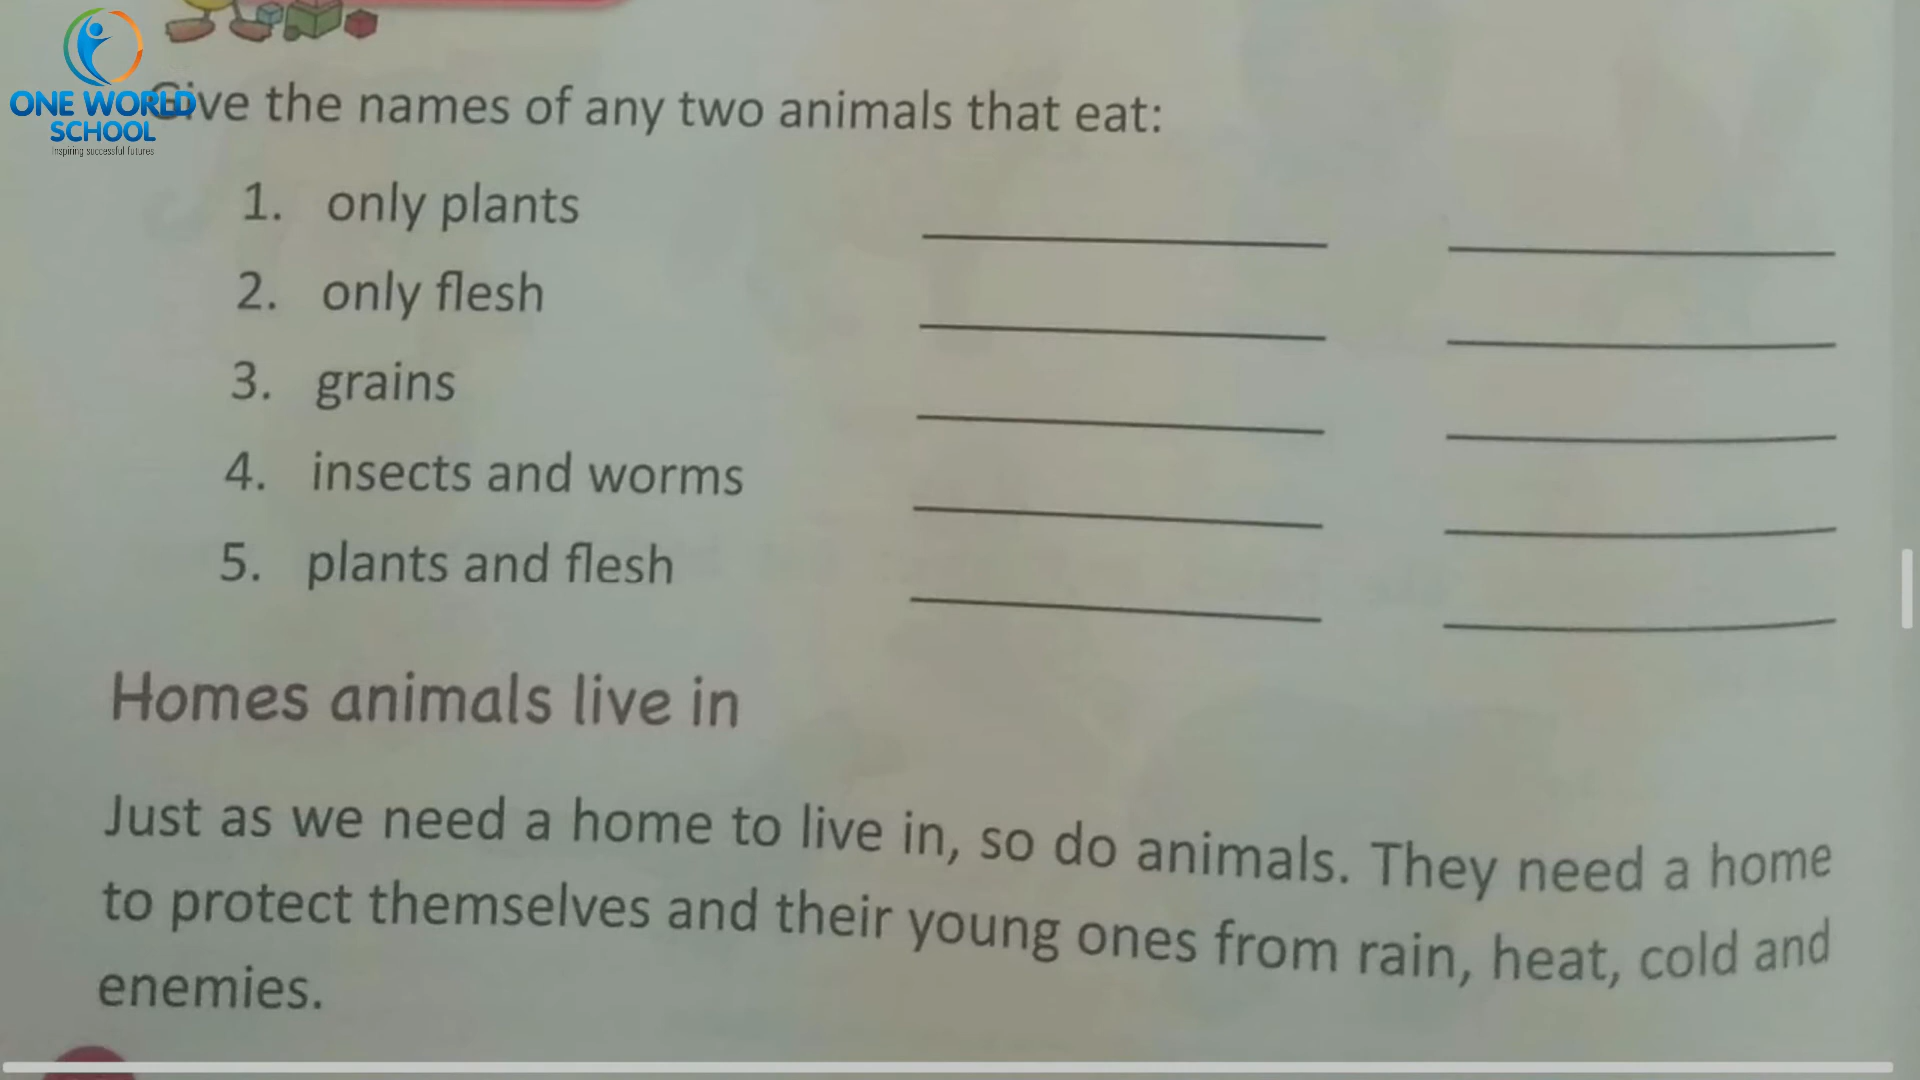 ONE WORLD
SCHOOL
Inspiring successful futures
Give the names of any two animals that eat:
1. only plants
2. only flesh
3. grains
4. insects and worms
5. plants and flesh
Homes animals live in
Just as we need a home to live in, so do animals. They need a home
to protect themselves and their young ones from rain, heat, cold and
enemies.